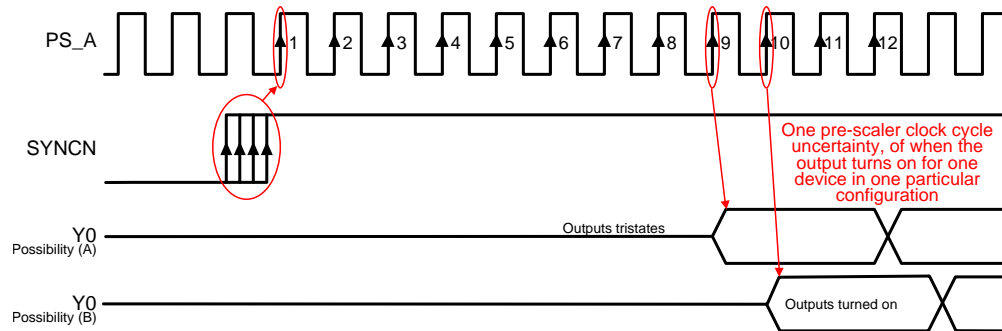 PS_A
1 2 3 4 5 6 7 8 9 10 11 12
SYNCN
One pre-scaler clock cycle
uncertainty, of when the
output turns on for one
device in one particular
configuration
Y0
Possibility (A)
Outputs tristates
Y0
Possibility (B)
Outputs turned on